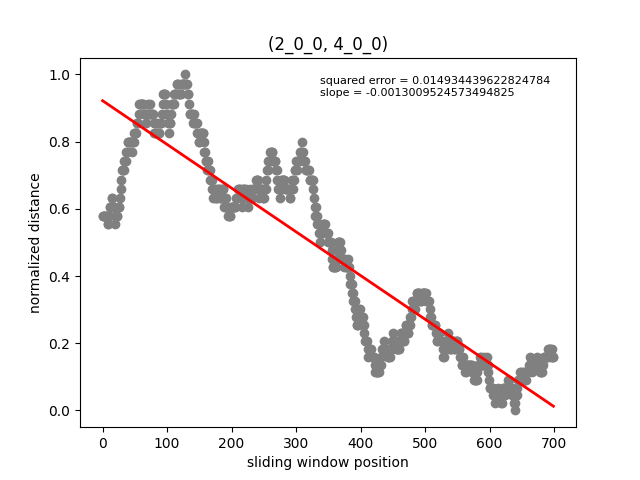 (2_0_0, 4_0_0)
squared error = 0.014934439622824784
slope = -0.0013009524573494825
1.0
0.8
0.6
0.4
0.2
0.0
normalized distance
0 100 200 300 400 500 600 700
sliding window position